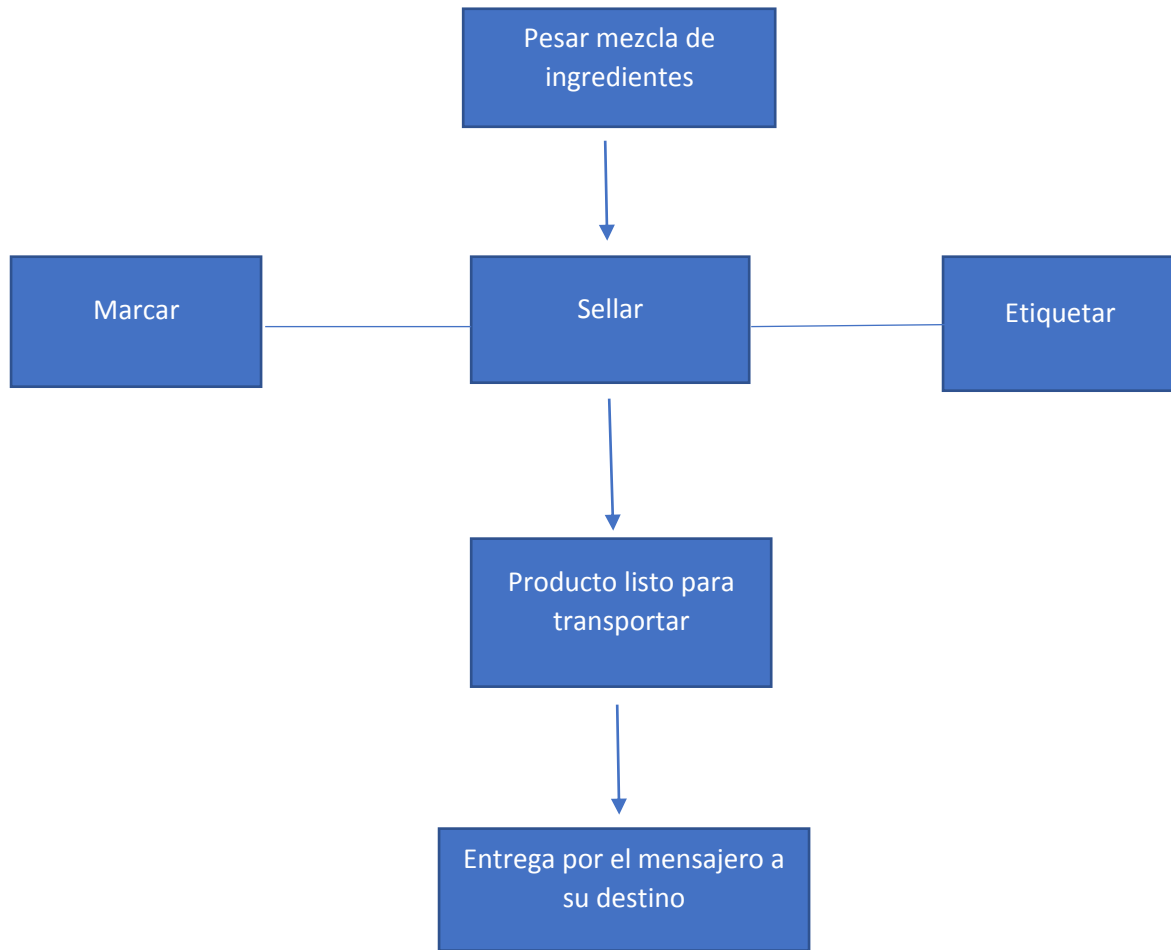 Pesar mezcla de
ingredientes
Marcar
Sellar
Etiquetar
Producto listo para
transportar
Entrega por el mensajero a
su destino